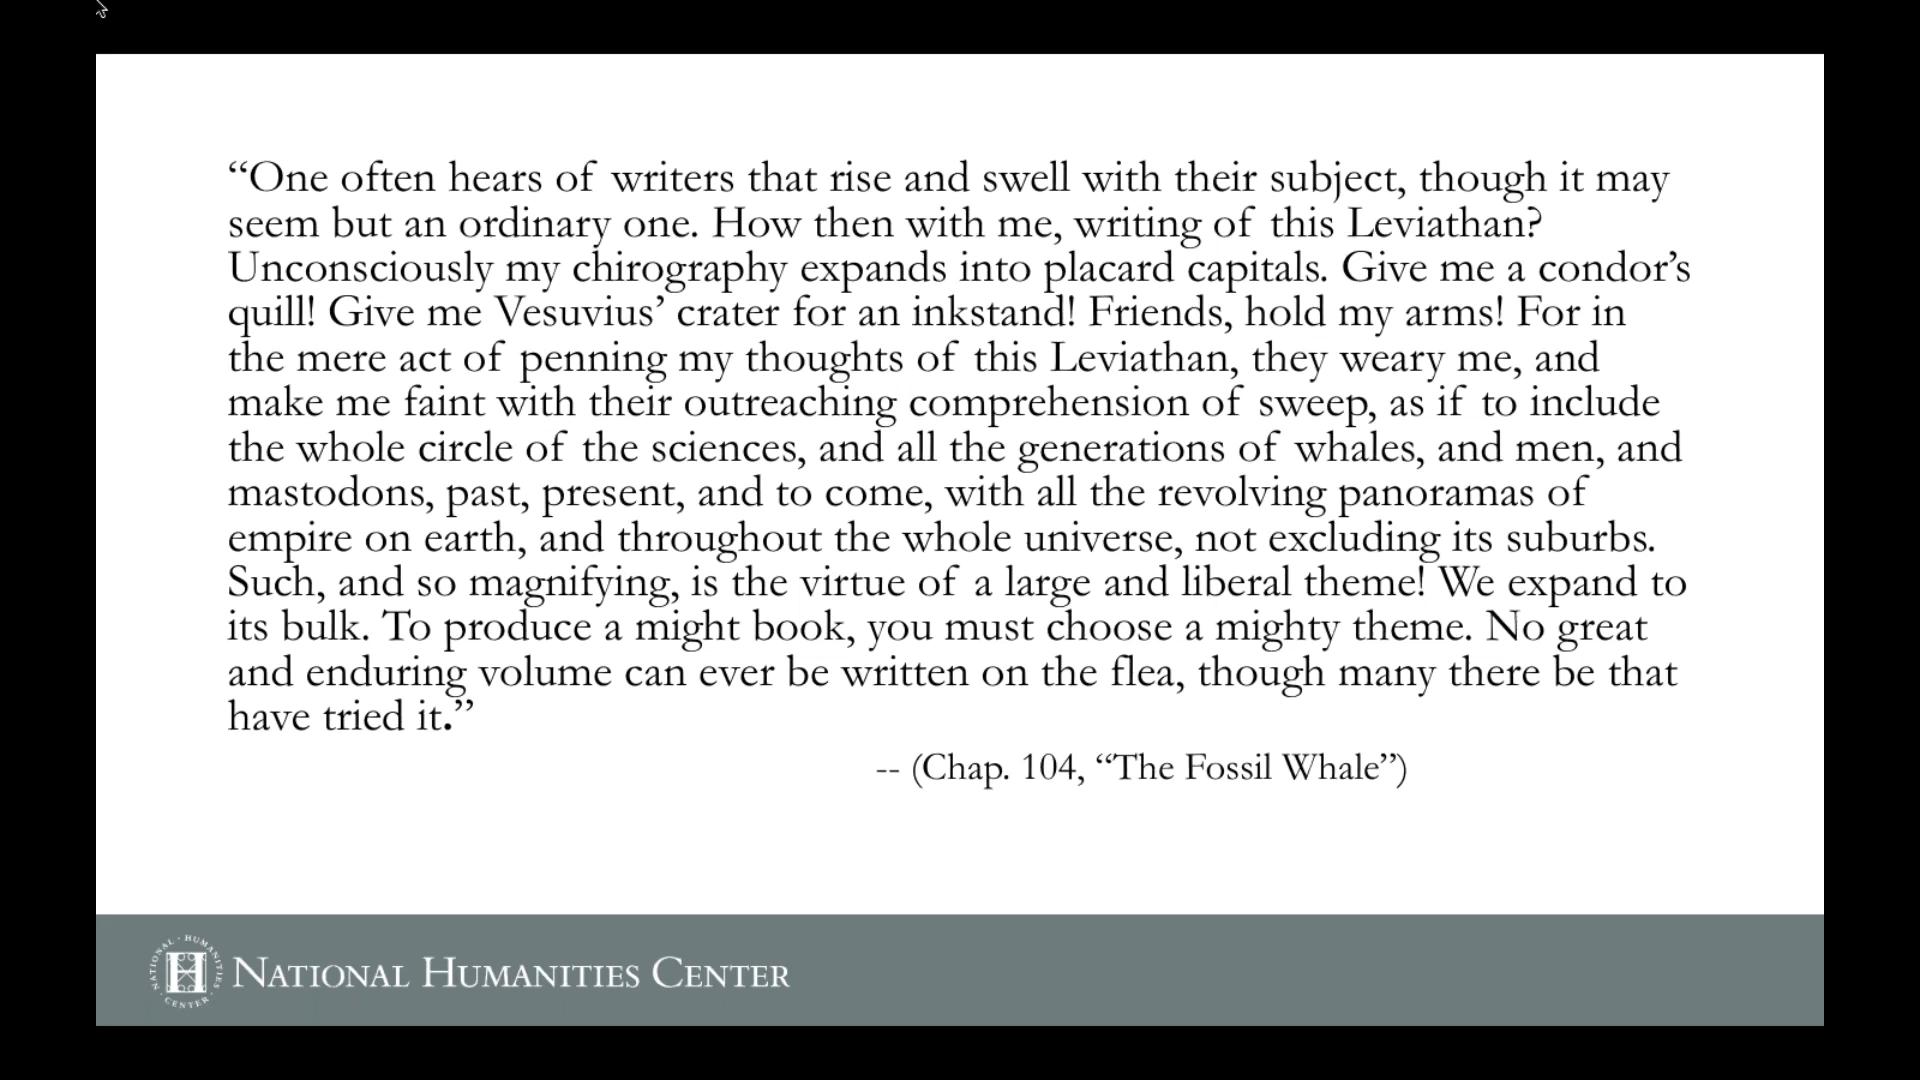 “One often hears of writers that rise and swell with their subject, though it may
seem but an ordinary one. How then with me, writing of this Leviathan?
Unconsciously my chirography expands into placard capitals. Give me a condor’s
quill! Give me Vesuvius’ crater for an inkstand! Friends, hold my arms! For in
the mere act of penning my thoughts of this Leviathan, they weary me, and
make me faint with their outreaching comprehension of sweep, as if to include
the whole circle of the sciences, and all the generations of whales, and men, and
mastodons, past, present, and to come, with all the revolving panoramas of
empire on earth, and throughout the whole universe, not excluding its suburbs.
Such, and so magnifying, is the virtue of a large and liberal theme! We expand to
its bulk. To produce a might book, you must choose a mighty theme. No great
and enduring volume can ever be written on the flea, though many there be that
have tried it.”
-- (Chap. 104, “The Fossil Whale”)
NATIONAL · HUMANITIES · CENTER ·
H
NATIONAL HUMANITIES CENTER